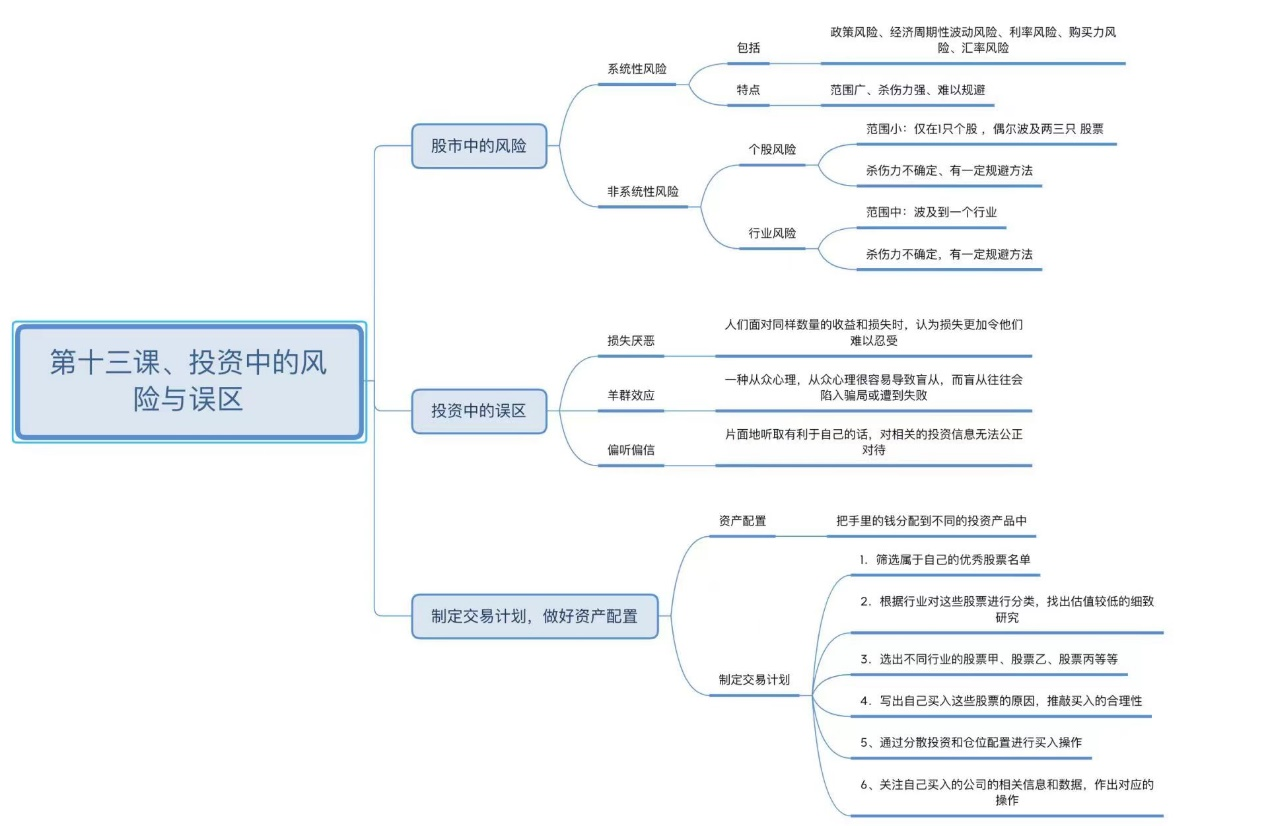 第十三课、投资中的风
险与误区
股市中的风险
系统性风险
包括
政策风险、经济周期性波动风险、利率风险、购买力风
险、汇率风险
特点
范围广、杀伤力强、难以规避
非系统性风险
个股风险
范围小：仅在1只个股 ，偶尔波及两三只 股票
杀伤力不确定、有一定规避方法
行业风险
范围中：波及到一个行业
杀伤力不确定，有一定规避方法
投资中的误区
损失厌恶
人们面对同样数量的收益和损失时，认为损失更加令他们
难以忍受
羊群效应
一种从众心理，从众心理很容易导致盲从，而盲从往往会
陷入骗局或遭到失败
偏听偏信
片面地听取有利于自己的话，对相关的投资信息无法公正
对待
制定交易计划，做好资产配置
资产配置
把手里的钱分配到不同的投资产品中
制定交易计划
1. 筛选属于自己的优秀股票名单
2. 根据行业对这些股票进行分类，找出估值较低的细致
研究
3. 选出不同行业的股票甲、股票乙、股票丙等等
4. 写出自己买入这些股票的原因，推敲买入的合理性
5、通过分散投资和仓位配置进行买入操作
6、关注自己买入的公司的相关信息和数据，作出对应的
操作